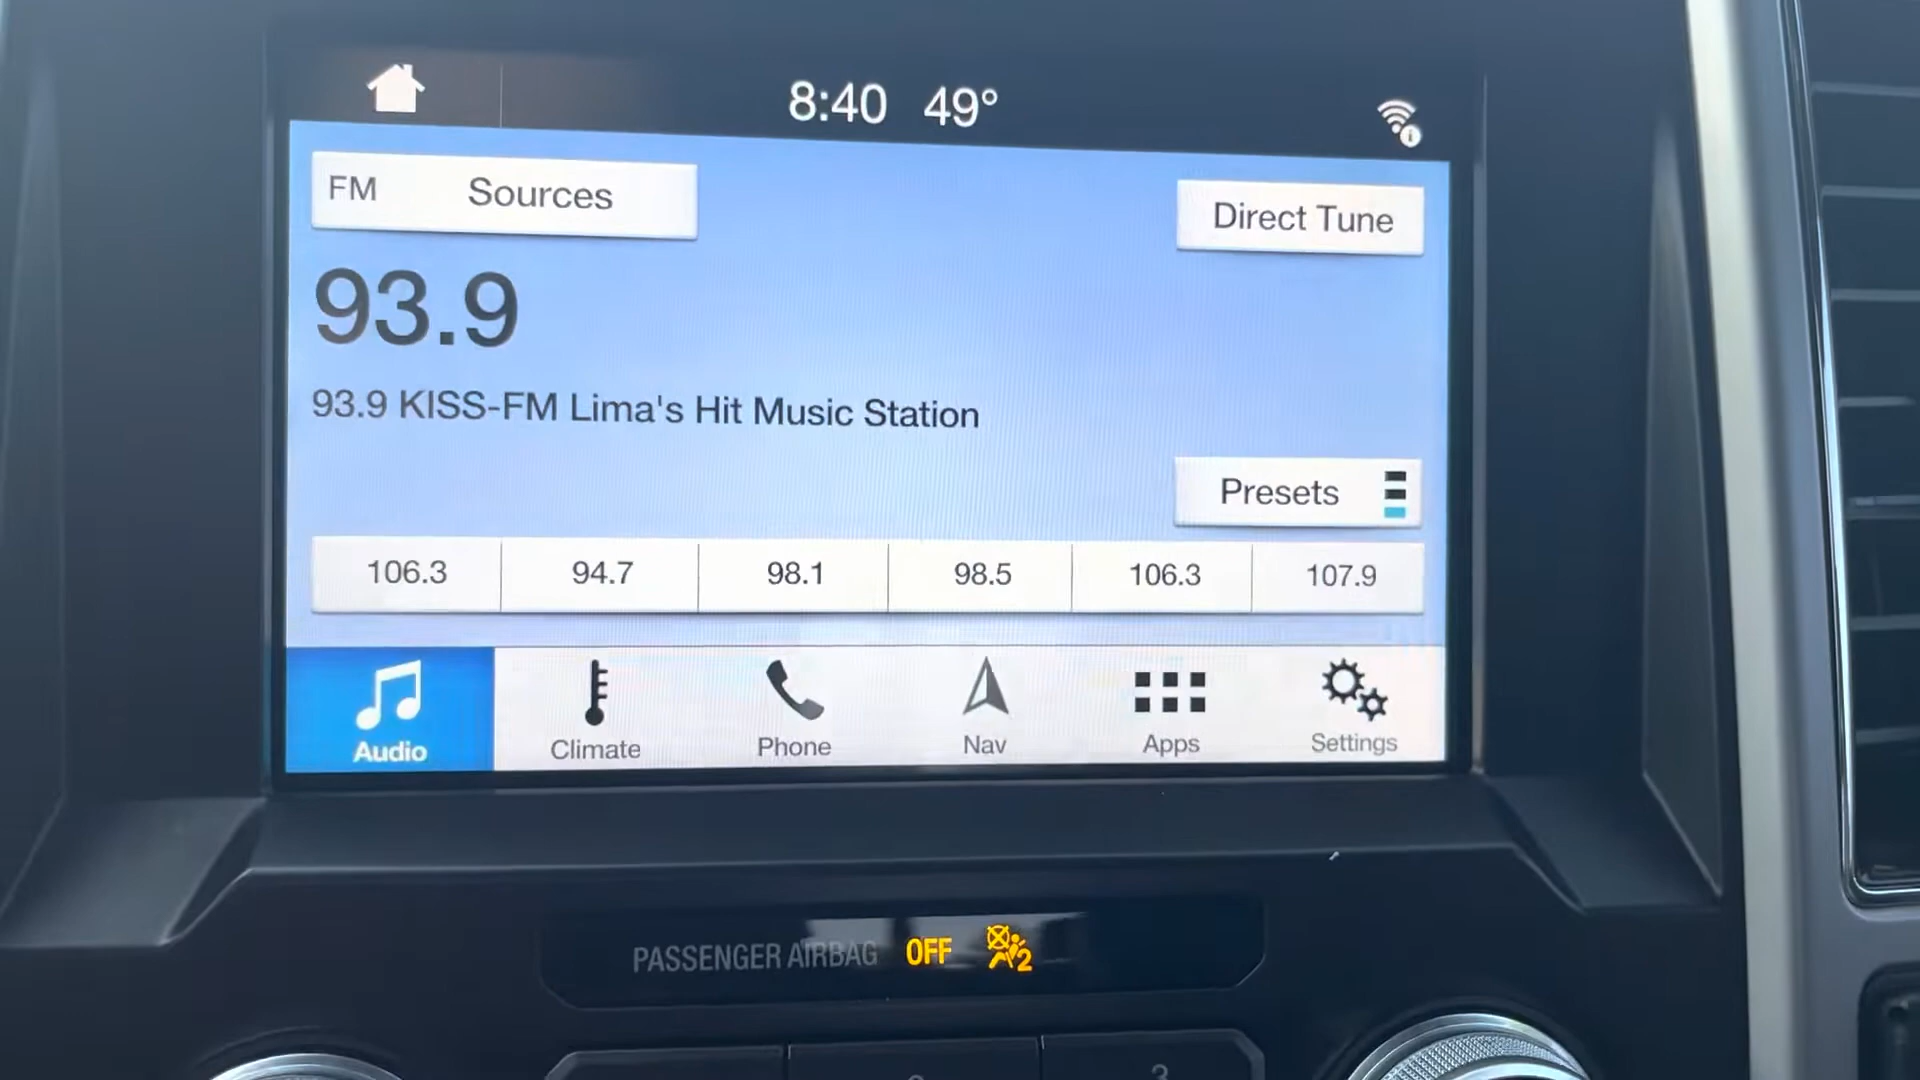 8:40 49°
FM Sources
Direct Tune
93.9
93.9 KISS-FM Lima's Hit Music Station
Presets
106.3 94.7 98.1 98.5 106.3 107.9
Audio Climate Phone Nav Apps Settings
PASSENGER AIRBAG OFF 2
3